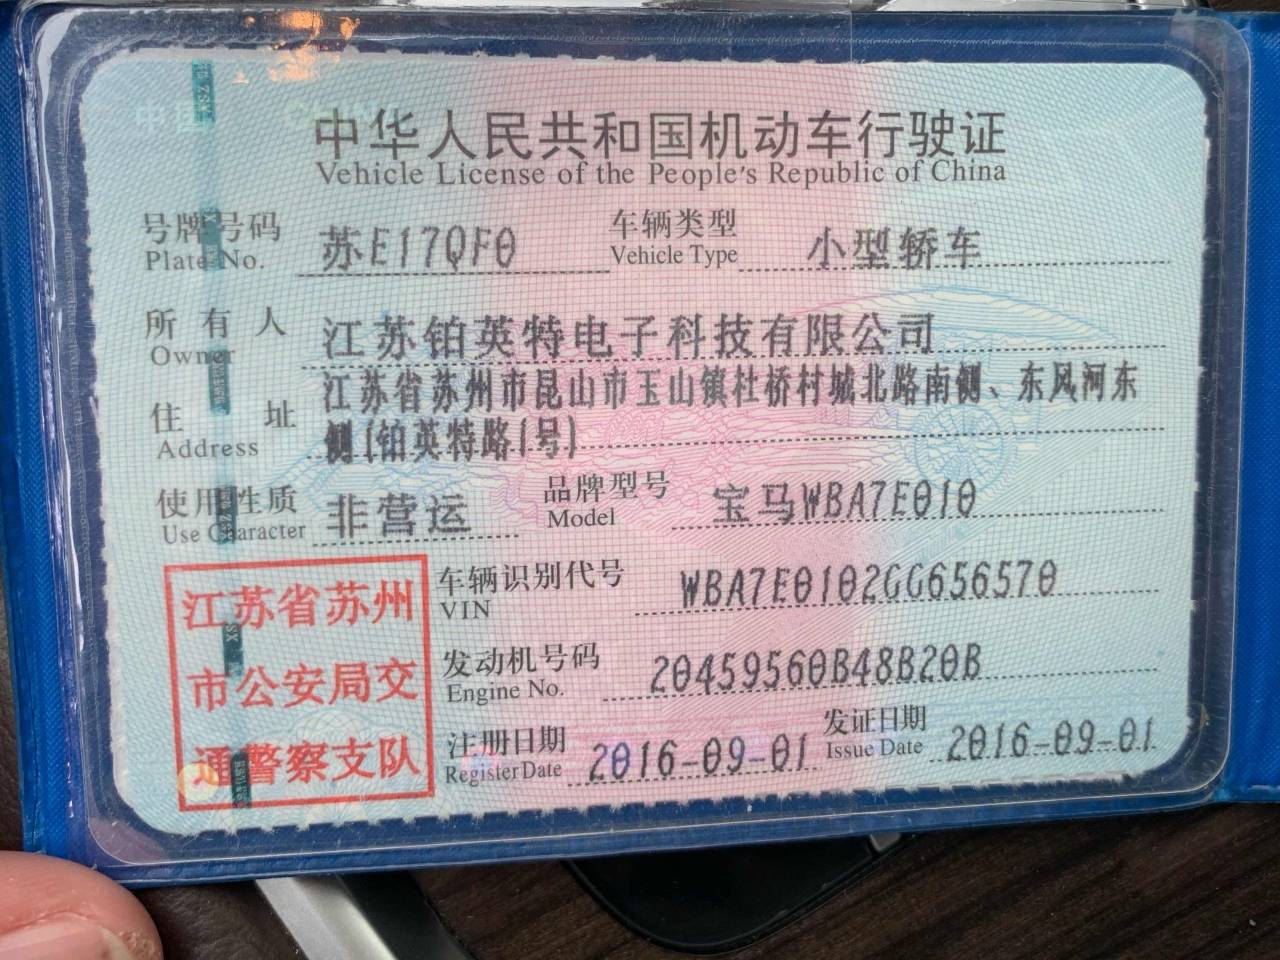 中华人民共和国机动车行驶证
Vehicle License of the People's Republic of China
号牌号码 苏E17QF0 车辆类型 小型轿车
Plate No. Vehicle Type
所有人 江苏铂英特电子科技有限公司
Owner
住址 江苏省苏州市昆山市玉山镇杜桥村城北路南侧、东风河东
Address 侧(铂英特路1号)
使用性质 非营运 品牌型号 宝马WBA7E010
Use Character Model
江苏省苏州 车辆识别代号 WBA7E0102GG656570
VIN
市公安局交 发动机号码 20459560B48B20B
Engine No.
通警察支队 注册日期 2016-09-01 发证日期 2016-09-01
Register Date Issue Date